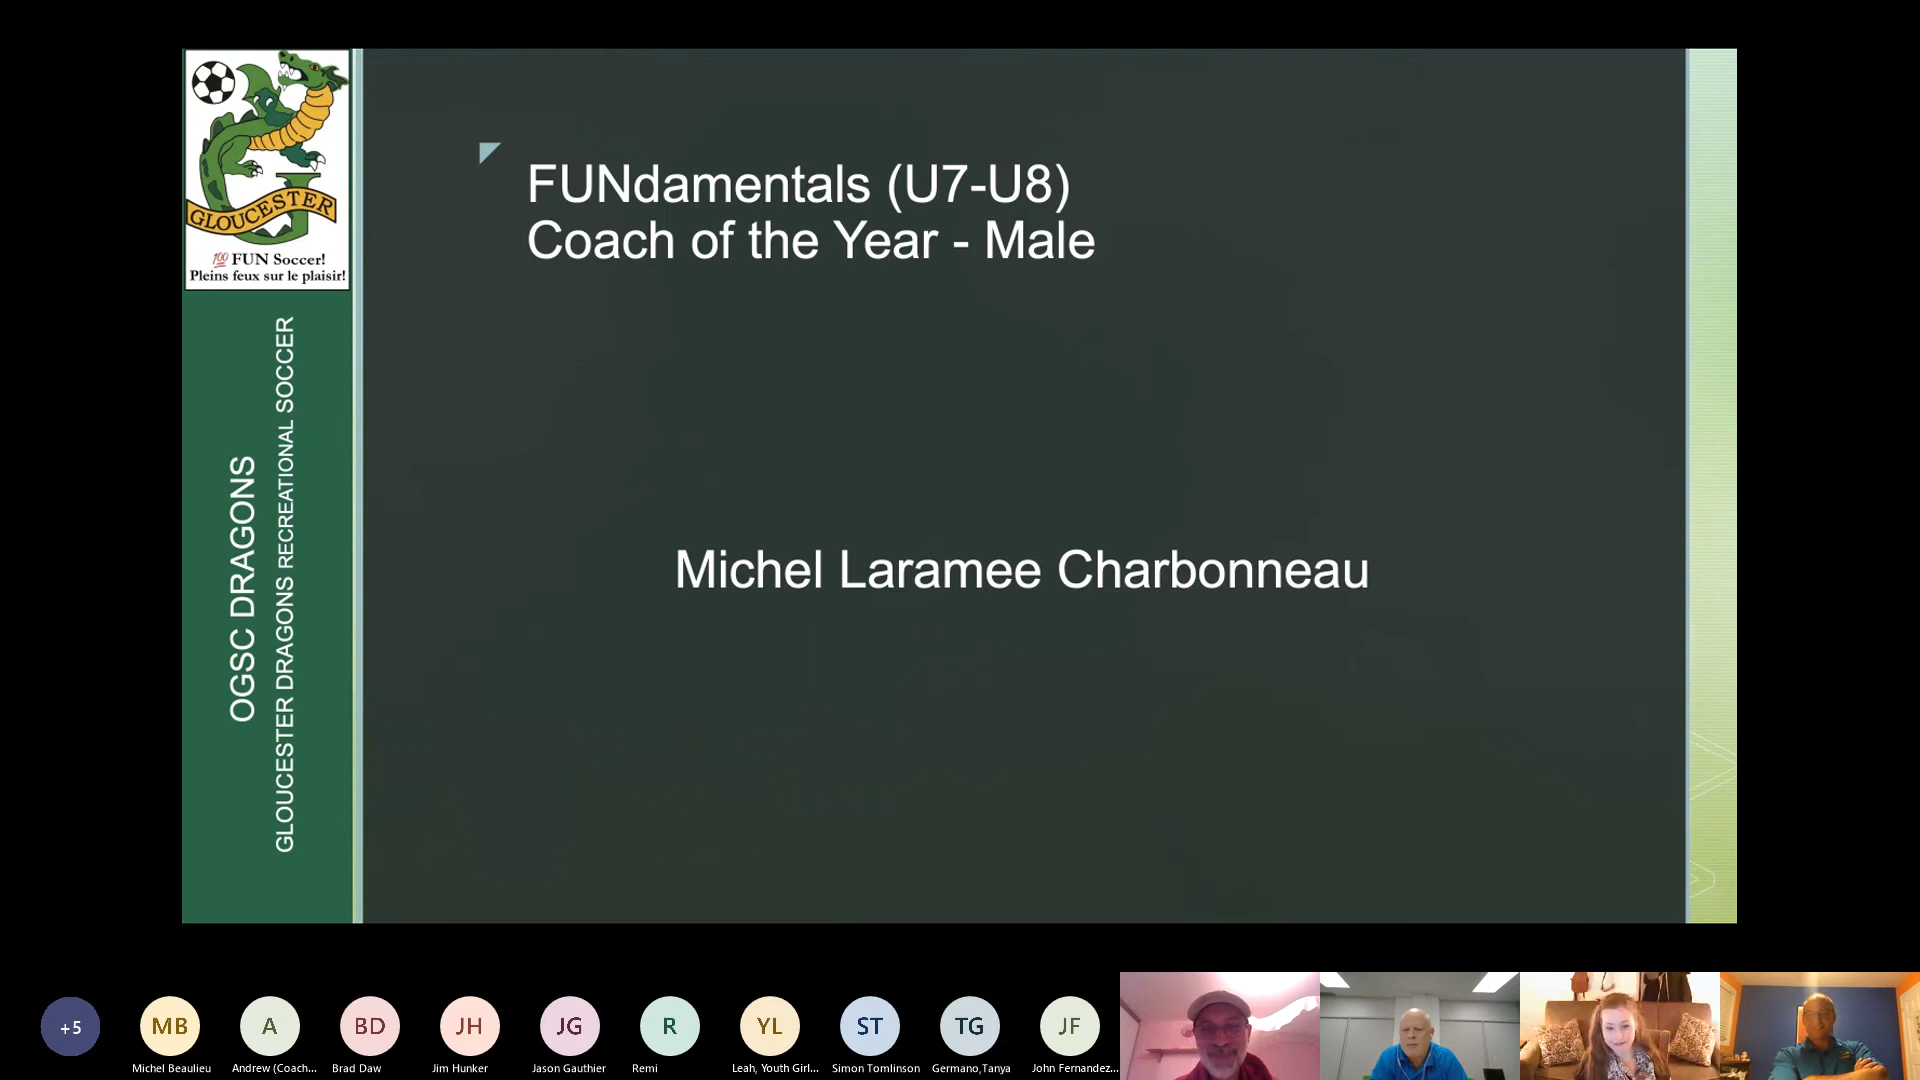 GLOUCESTER
100 FUN Soccer!
Pleins feux sur le plaisir!
OGSC DRAGONS
GLOUCESTER DRAGONS RECREATIONAL SOCCER
FUNdamentals (U7-U8)
Coach of the Year - Male
Michel Laramee Charbonneau
+5
MB
Michel Beaulieu
A
Andrew (Coach...
BD
Brad Daw
JH
Jim Hunker
JG
Jason Gauthier
R
Remi
YL
Leah, Youth Girl...
ST
Simon Tomlinson
TG
Germano,Tanya
JF
John Fernandez...